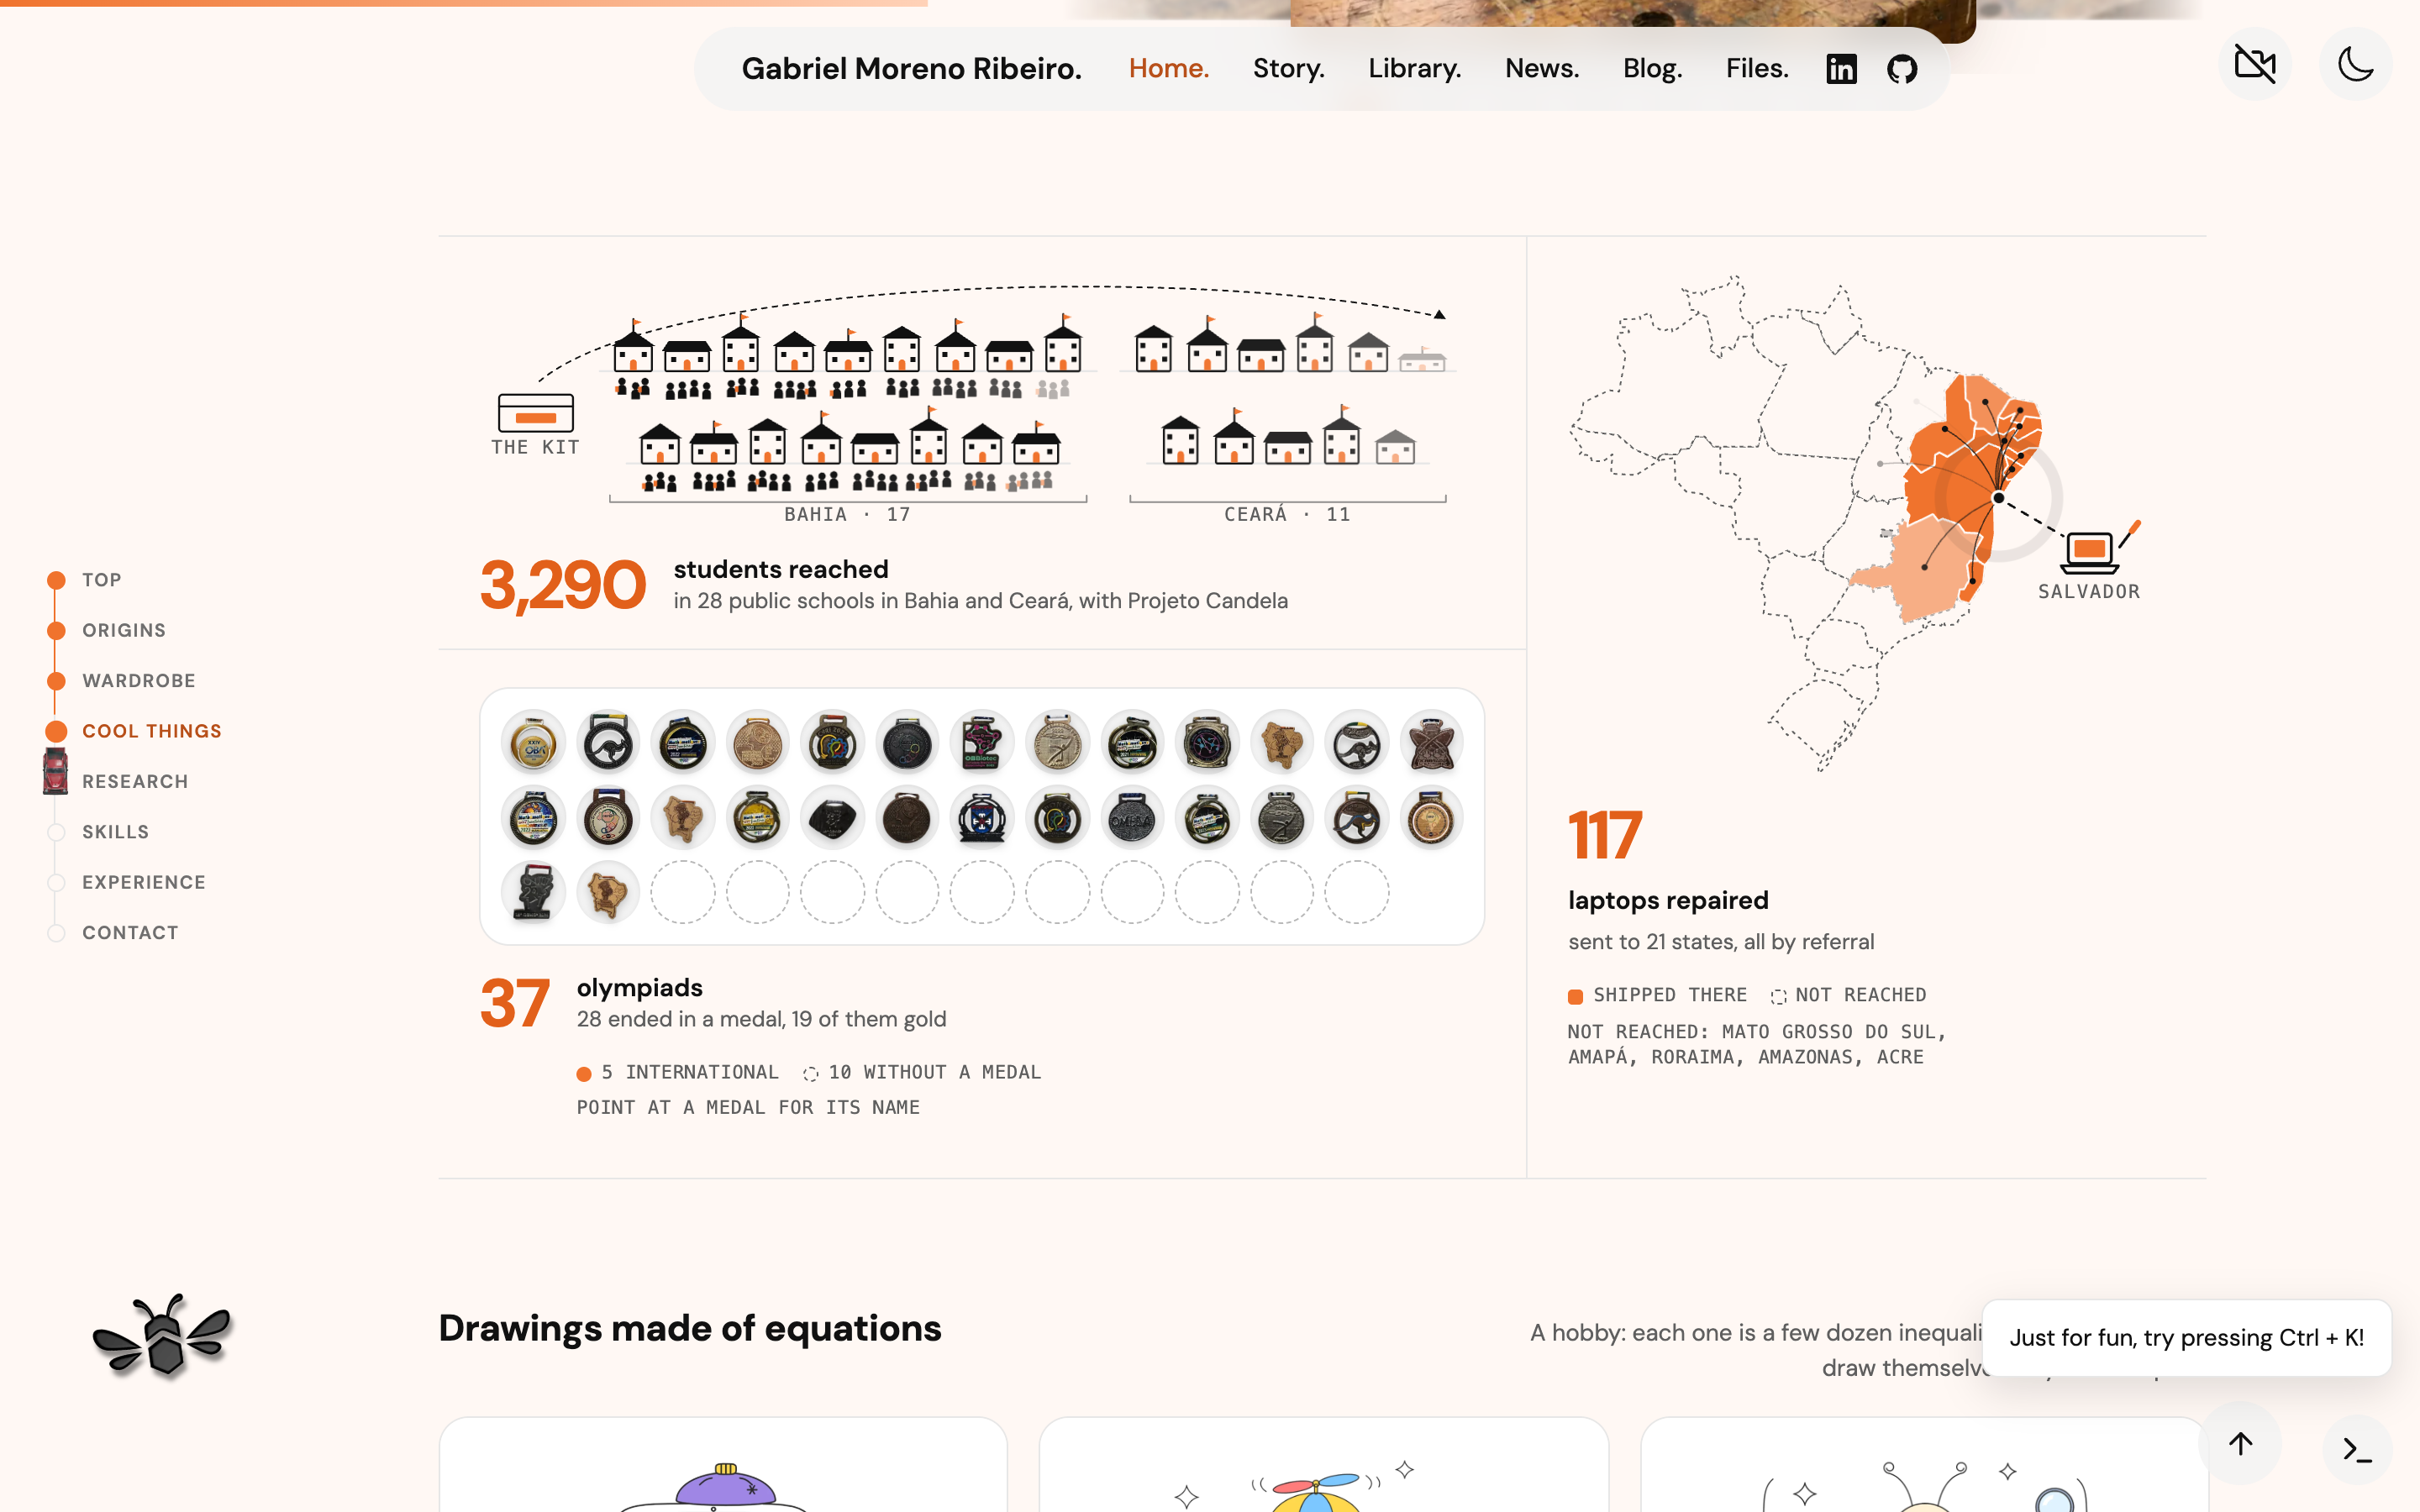 Gabriel Moreno Ribeiro. Home. Story. Library. News. Blog. Files.
THE KIT
BAHIA · 17
CEARÁ · 11
3,290
students reached
in 28 public schools in Bahia and Ceará, with Projeto Candela
SALVADOR
TOP
ORIGINS
WARDROBE
COOL THINGS
RESEARCH
SKILLS
EXPERIENCE
CONTACT
37
olympiads
28 ended in a medal, 19 of them gold
5 INTERNATIONAL
10 WITHOUT A MEDAL
POINT AT A MEDAL FOR ITS NAME
117
laptops repaired
sent to 21 states, all by referral
SHIPPED THERE
NOT REACHED
NOT REACHED: MATO GROSSO DO SUL,
AMAPÁ, RORAIMA, AMAZONAS, ACRE
Drawings made of equations
A hobby: each one is a few dozen
draw
Just for fun, try pressing Ctrl + K!